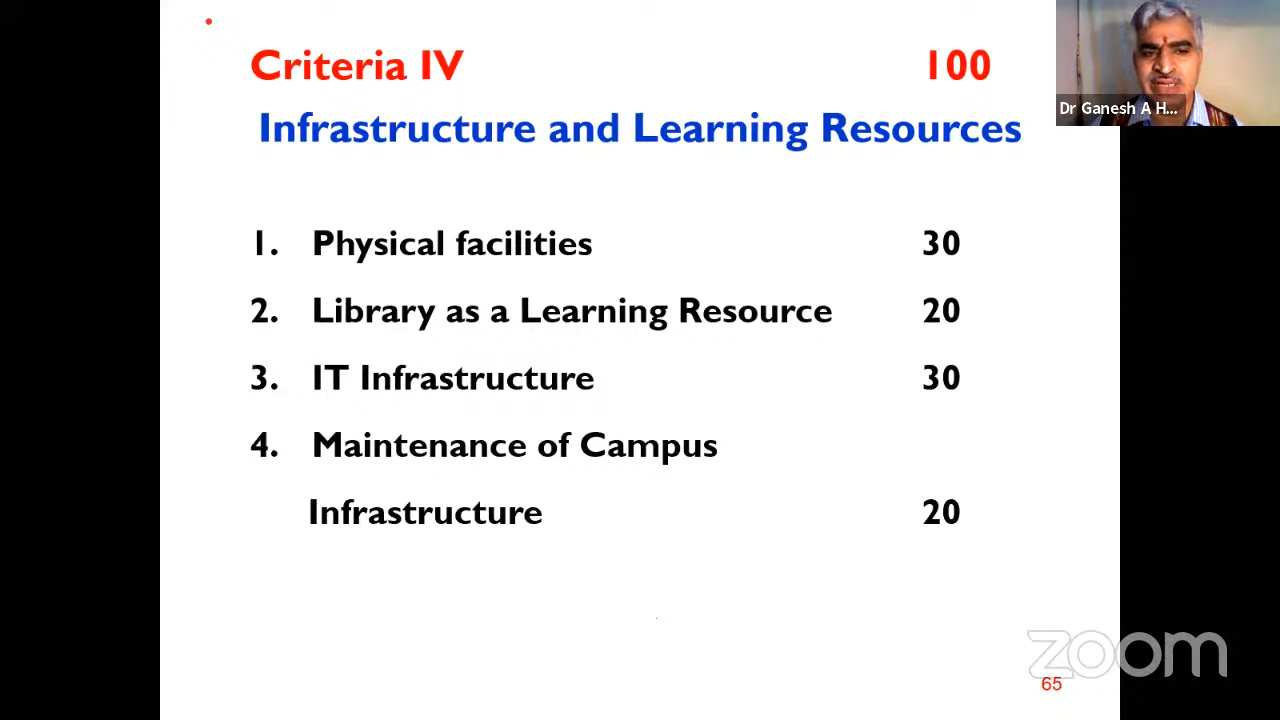 Criteria IV 100
Infrastructure and Learning Resources
1. Physical facilities 30
2. Library as a Learning Resource 20
3. IT Infrastructure 30
4. Maintenance of Campus
Infrastructure 20
Dr Ganesh A H...
zoom
65